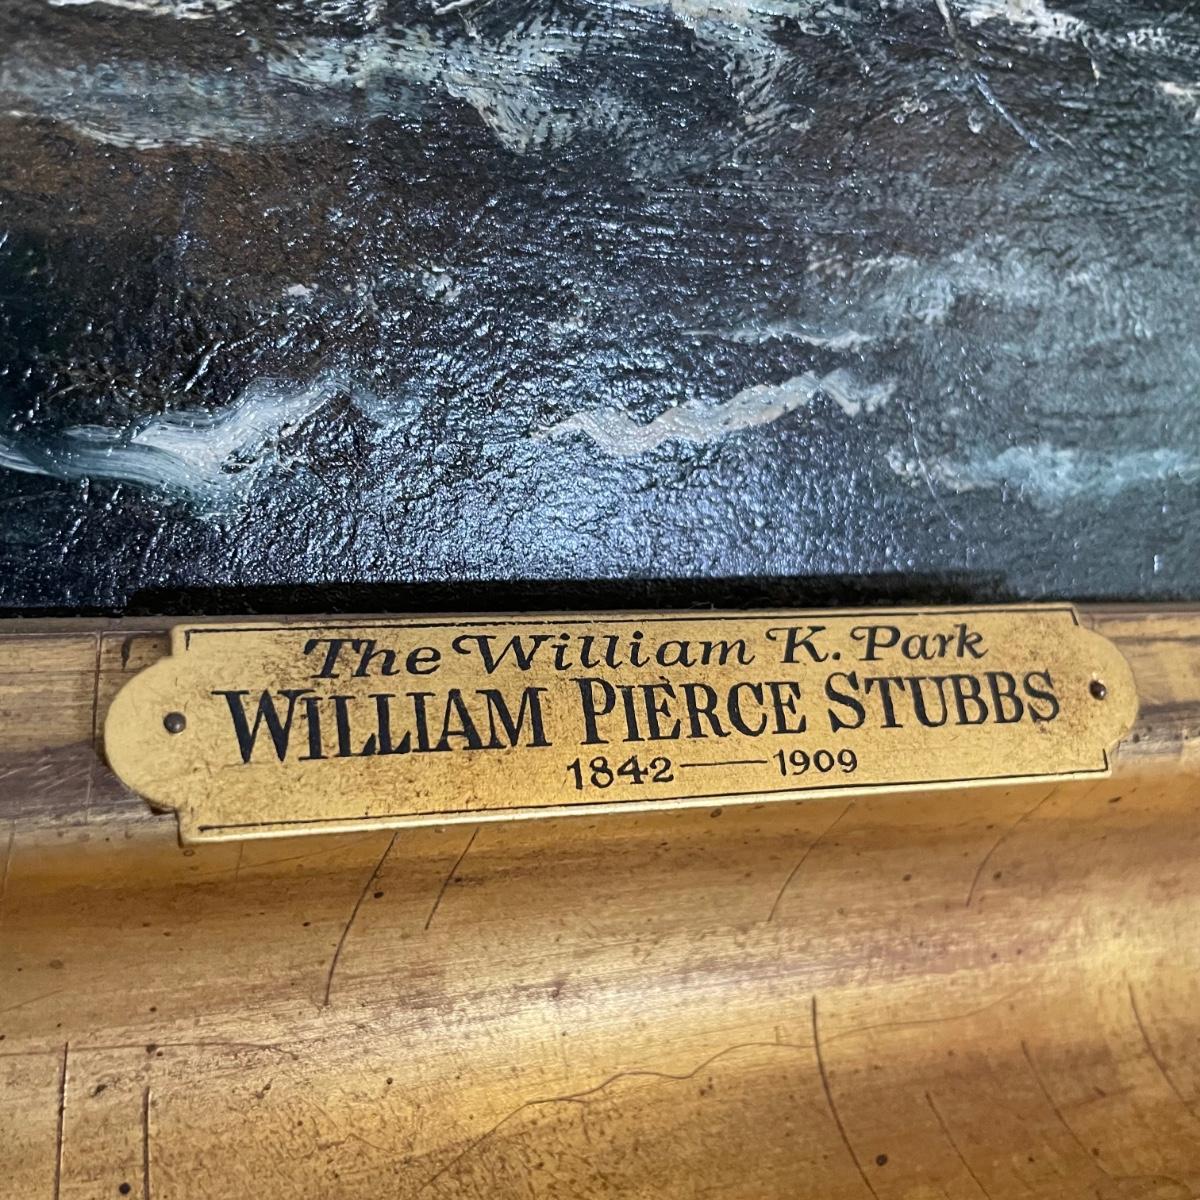 The William K. Park
WILLIAM PIERCE STUBBS
1842—1909